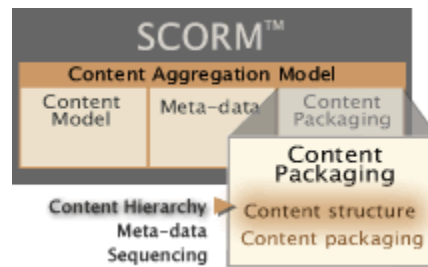 SCORM™
Content Aggregation Model
Content Model
Meta-data
Content Packaging
Content Packaging
Content Hierarchy
Content structure
Meta-data
Content packaging
Sequencing